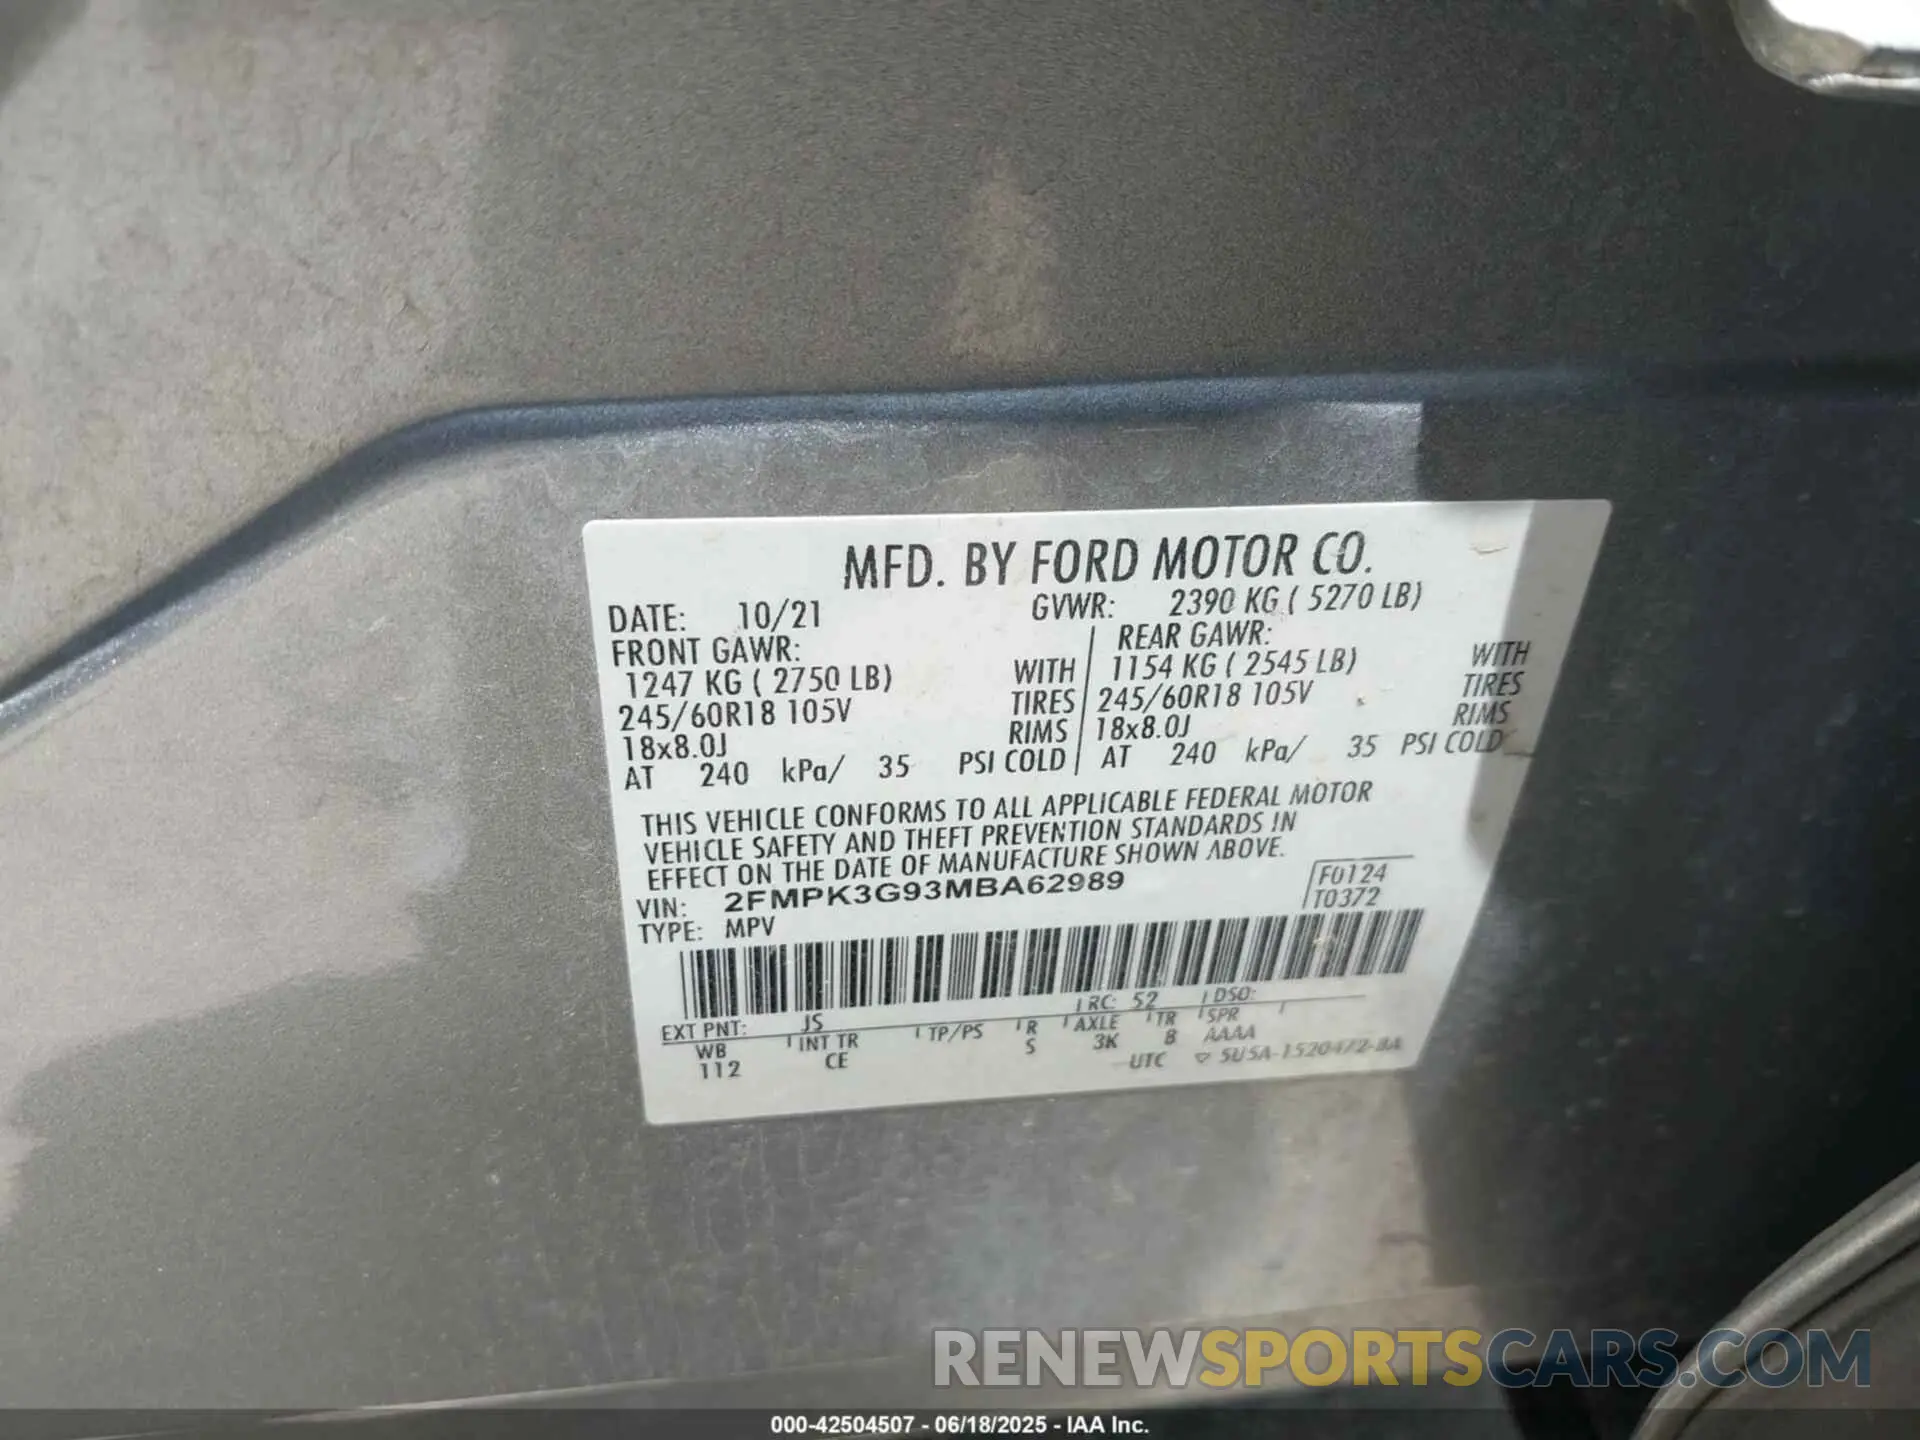 MFD. BY FORD MOTOR CO.
DATE: 10/21 GVWR: 2390 KG ( 5270 LB)
FRONT GAWR: REAR GAWR:
1247 KG ( 2750 LB) WITH 1154 KG ( 2545 LB) WITH
245/60R18 105V TIRES 245/60R18 105V TIRES
18x8.0J RIMS 18x8.0J RIMS
AT 240 kPa/ 35 PSI COLD AT 240 kPa/ 35 PSI COLD
THIS VEHICLE CONFORMS TO ALL APPLICABLE FEDERAL MOTOR
VEHICLE SAFETY AND THEFT PREVENTION STANDARDS IN
EFFECT ON THE DATE OF MANUFACTURE SHOWN ABOVE.
VIN: 2FMPK3G93MBA62989 F0124
TYPE: MPV T0372
EXT PNT: JS RC: 52 DSO:
WB INT TR TP/PS R AXLE TR SPR
112 CE S 3K 8 AAAA
UTC
RENEWSPORTSCARS.COM
000-42504507 - 06/18/2025 - IAA Inc.